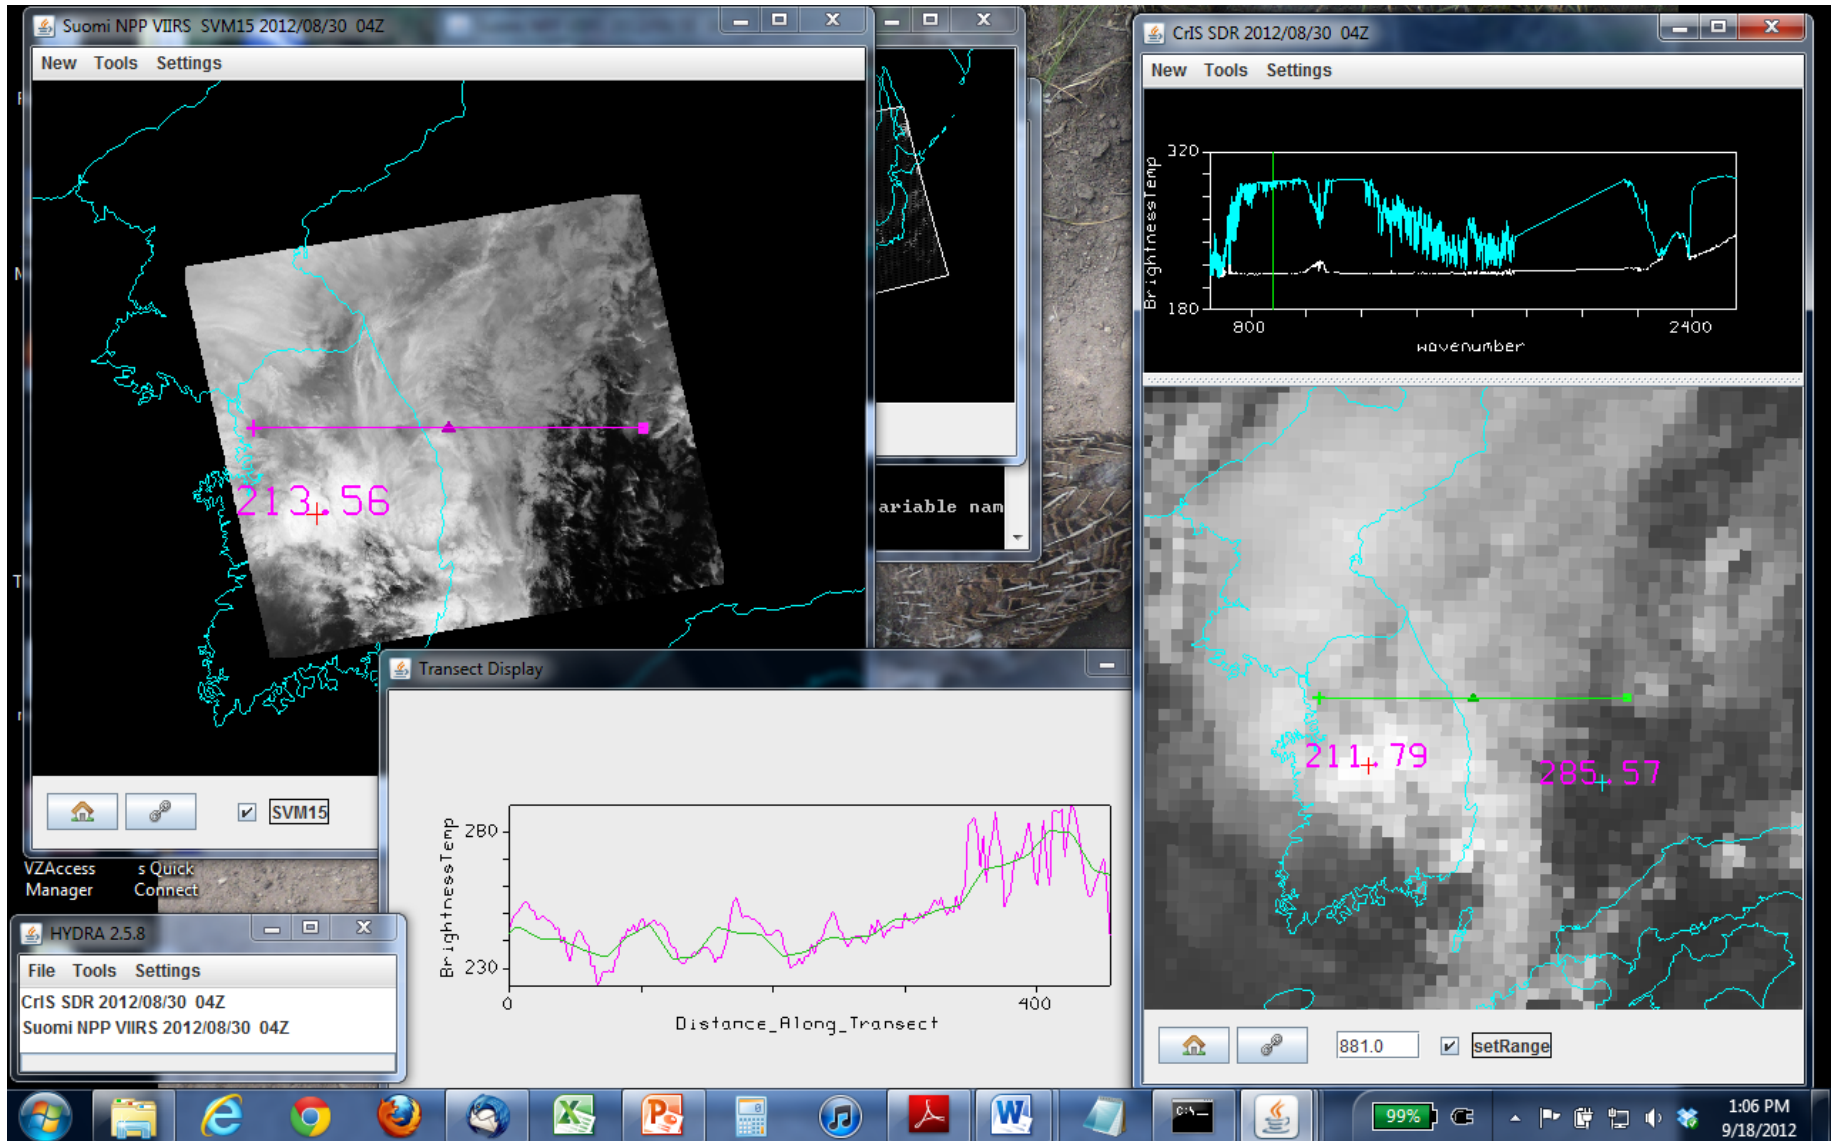 Suomi NPP VIIRS SVM15 2012/08/30 04Z
New Tools Settings
213.56
SVM15
ariable nam
CrIS SDR 2012/08/30 04Z
New Tools Settings
BrightnessTemp
320
180
800
2400
wavenumber
211.79
285.57
881.0
setRange
Transect Display
BrightnessTemp
280
230
0
400
Distance_Along_Transect
VZAccess
Manager
s Quick
Connect
HYDRA 2.5.8
File Tools Settings
CrIS SDR 2012/08/30 04Z
Suomi NPP VIIRS 2012/08/30 04Z
C:\
99%
1:06 PM
9/18/2012